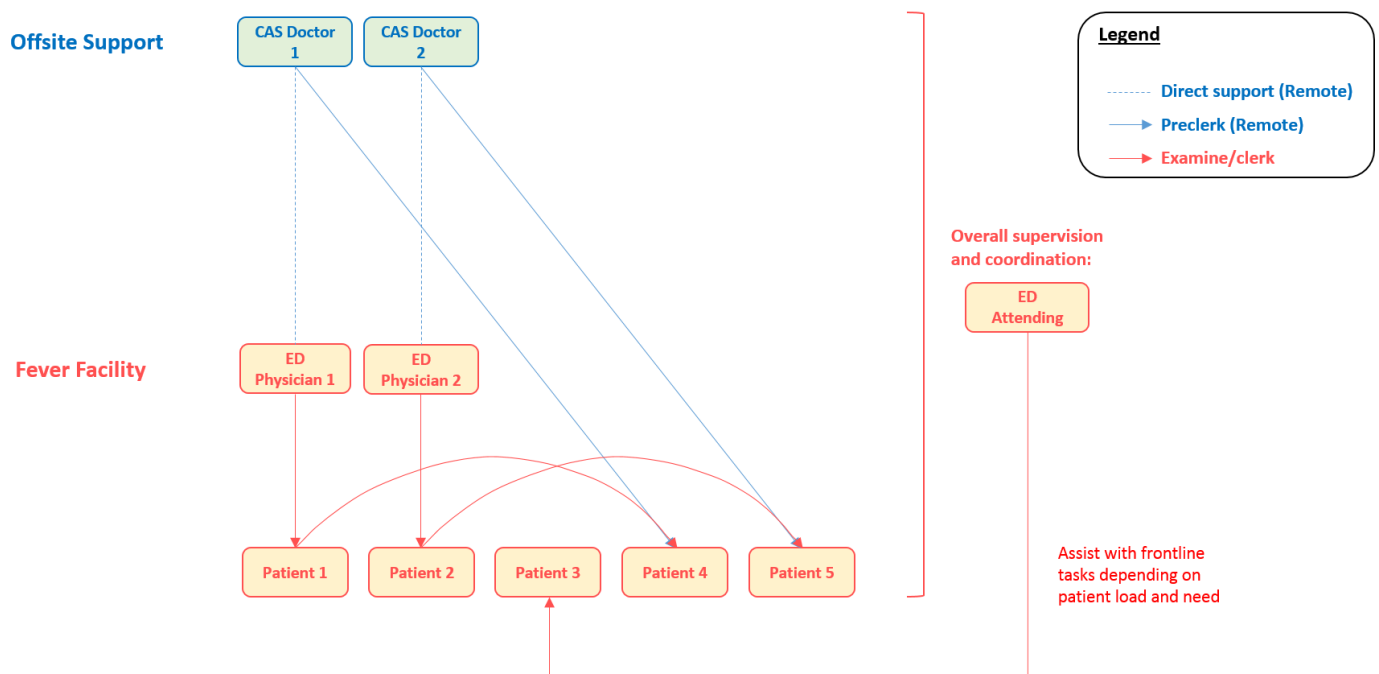 Offsite Support
CAS Doctor
1
CAS Doctor
2
Legend
Direct support (Remote)
Preclerk (Remote)
Examine/clerk
Overall supervision
and coordination:
ED
Attending
Fever Facility
ED
Physician 1
ED
Physician 2
Patient 1
Patient 2
Patient 3
Patient 4
Patient 5
Assist with frontline
tasks depending on
patient load and need